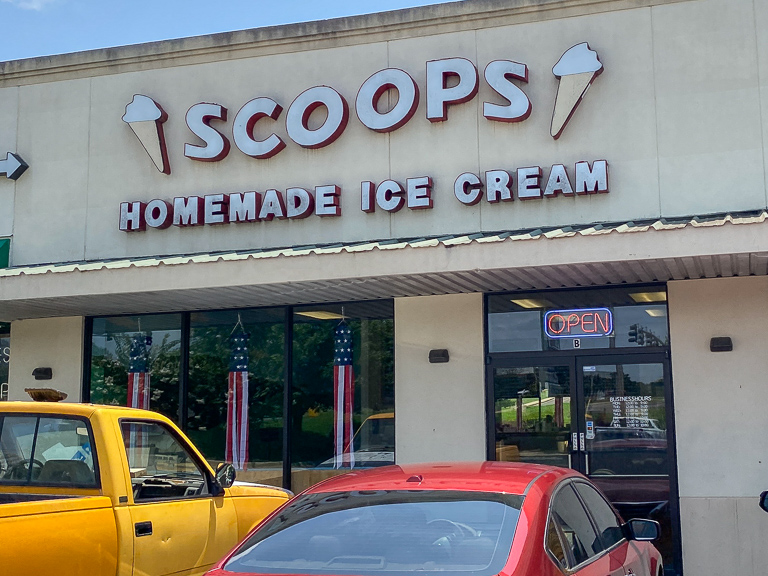 SCOOPS
HOMEMADE ICE CREAM
OPEN
B
BUSINESS HOURS